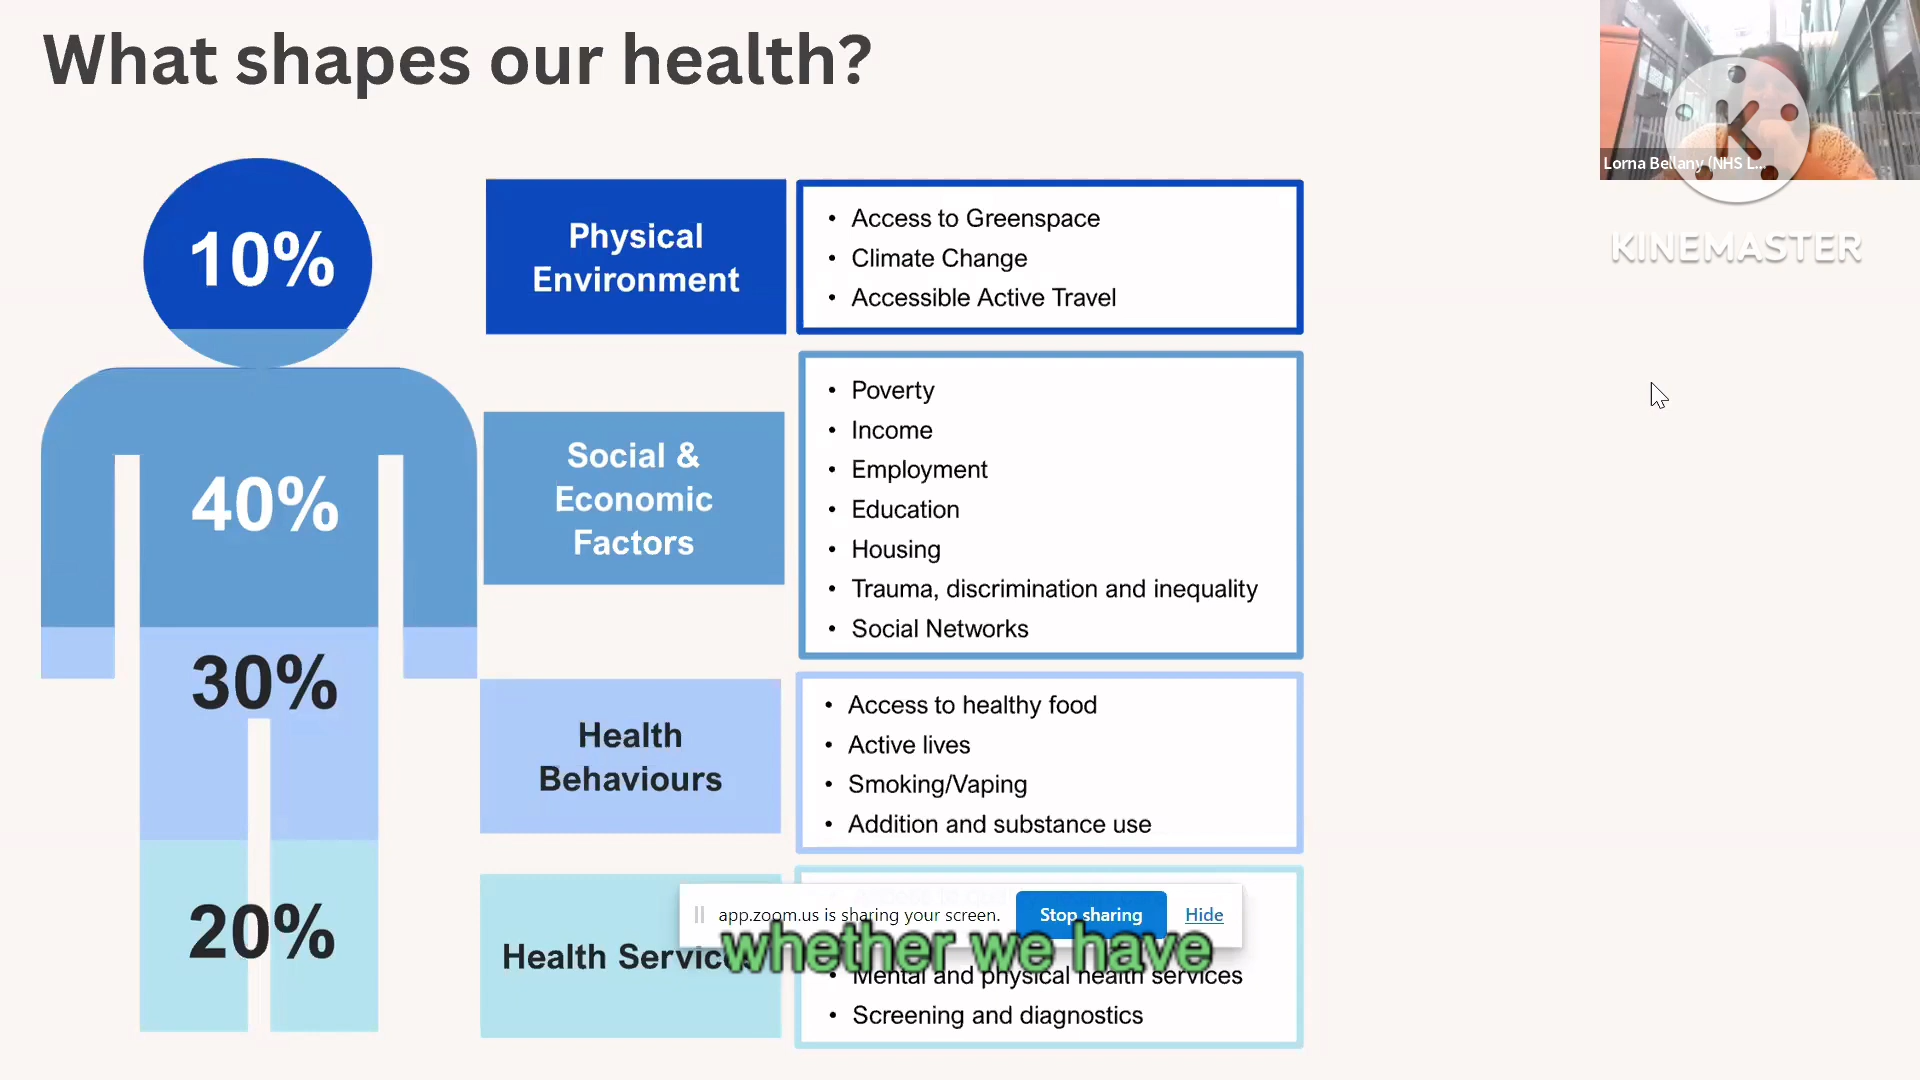 What shapes our health?
Lorna Bellany (NHS L...
K
KINEMASTER
10%
Physical
Environment
• Access to Greenspace
• Climate Change
• Accessible Active Travel
40%
Social &
Economic
Factors
• Poverty
• Income
• Employment
• Education
• Housing
• Trauma, discrimination and inequality
• Social Networks
30%
Health
Behaviours
• Access to healthy food
• Active lives
• Smoking/Vaping
• Addition and substance use
20%
Health
app.zoom.us is sharing your screen.
Stop sharing
Hide
whether we have
• Mental and physical health services
• Screening and diagnostics